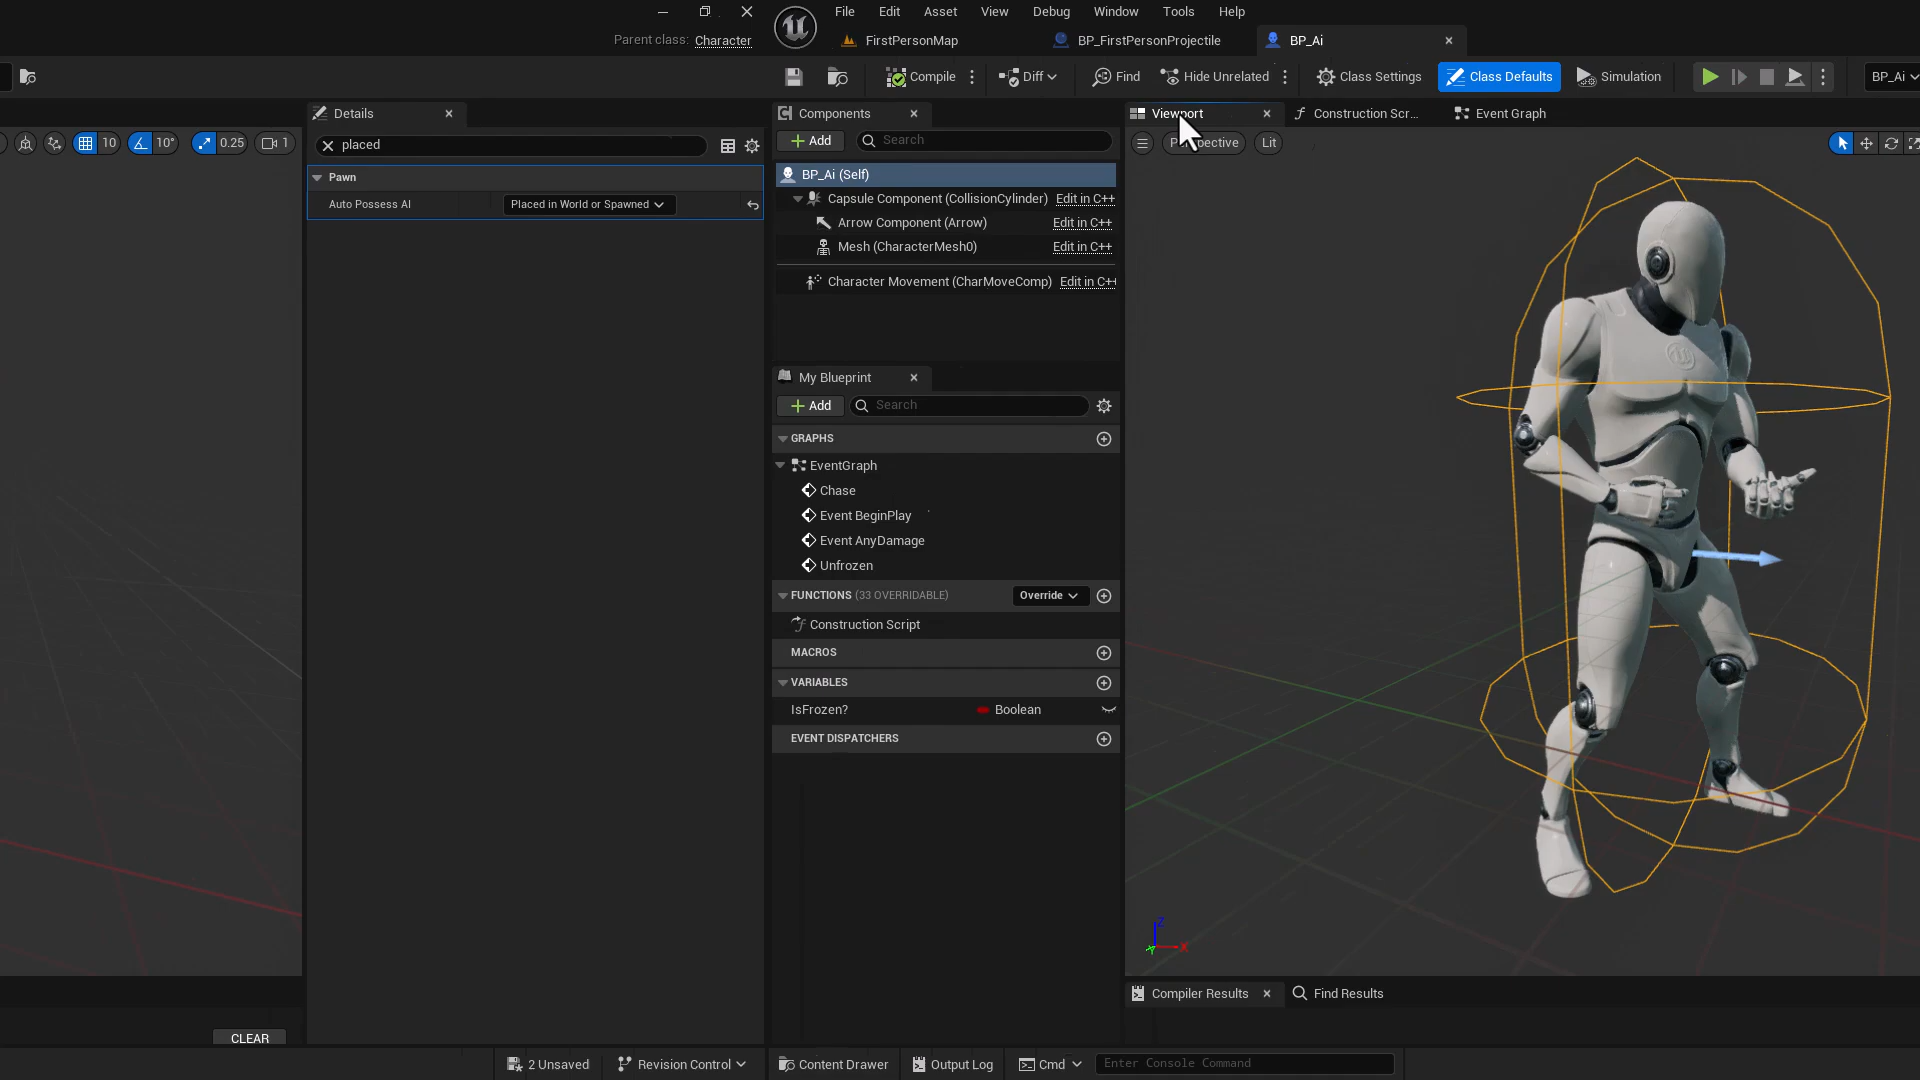 File Edit Asset View Debug Window Tools Help
Parent class: Character
FirstPersonMap
BP_FirstPersonProjectile
BP_Ai
Compile
Diff
Find
Hide Unrelated
Class Settings
Class Defaults
Simulation
BP_Ai
Details
Components
Viewport
Construction Scr...
Event Graph
10
10°
0.25
1
placed
Add
Search
Perspective
Lit
Pawn
Auto Possess AI
Placed in World or Spawned
BP_Ai (Self)
Capsule Component (CollisionCylinder) Edit in C++
Arrow Component (Arrow) Edit in C++
Mesh (CharacterMesh0) Edit in C++
Character Movement (CharMoveComp) Edit in C++
My Blueprint
Add
Search
GRAPHS
EventGraph
Chase
Event BeginPlay
Event AnyDamage
Unfrozen
FUNCTIONS (33 OVERRIDABLE)
Override
Construction Script
MACROS
VARIABLES
IsFrozen? Boolean
EVENT DISPATCHERS
Z
X
Y
Compiler Results
Find Results
CLEAR
2 Unsaved
Revision Control
Content Drawer
Output Log
Cmd
Enter Console Command